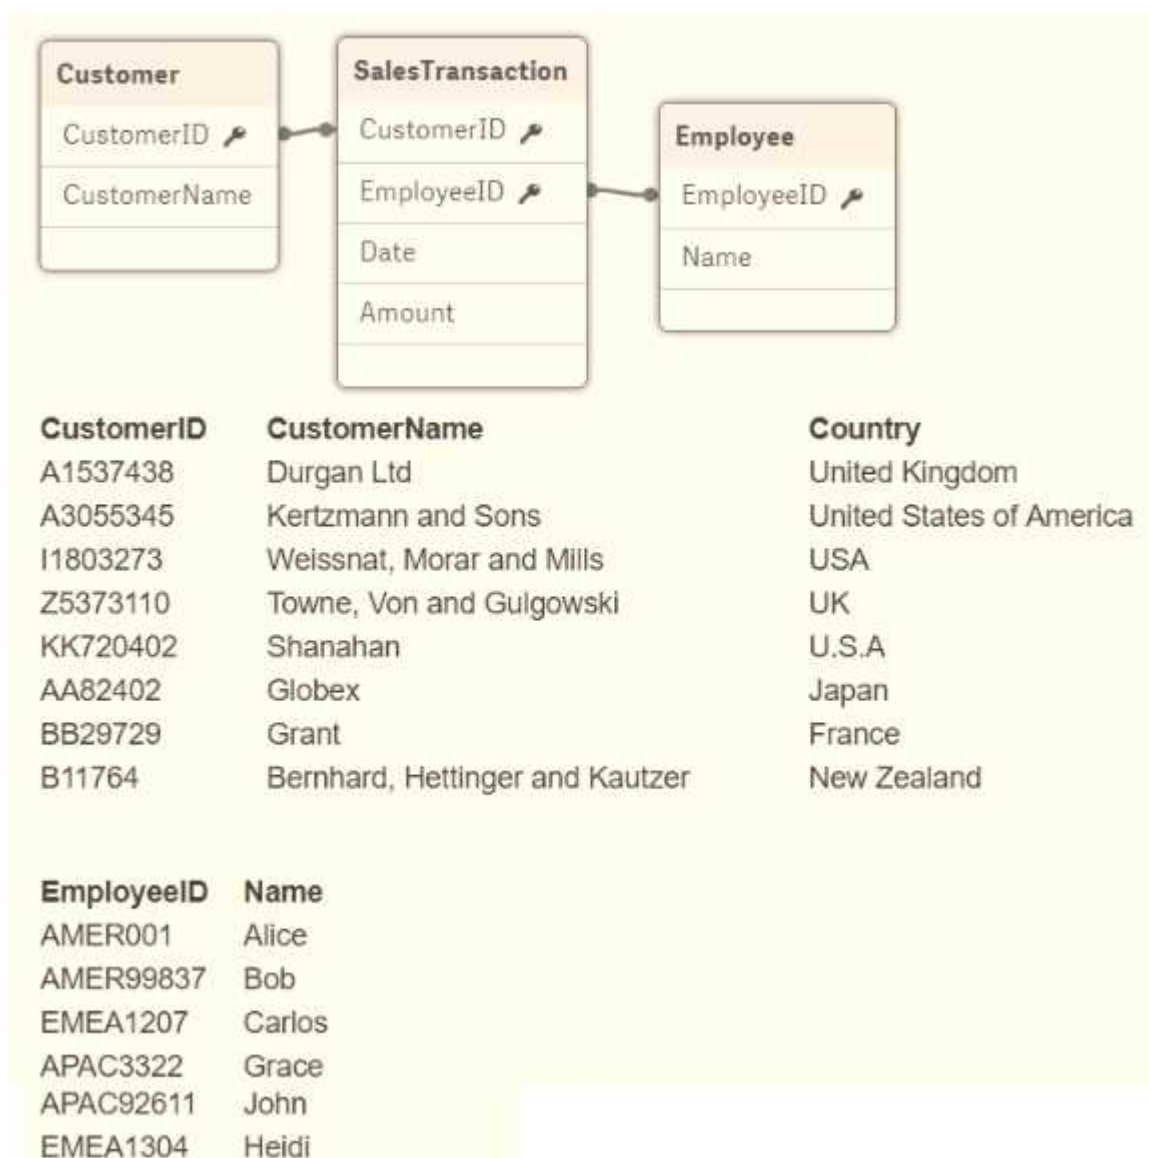 Customer
CustomerID
CustomerName
SalesTransaction
CustomerID
EmployeeID
Date
Amount
Employee
EmployeeID
Name
CustomerID CustomerName Country
A1537438 Durgan Ltd United Kingdom
A3055345 Kertzmann and Sons United States of America
I1803273 Weissnat, Morar and Mills USA
Z5373110 Towne, Von and Gulgowski UK
KK720402 Shanahan U.S.A
AA82402 Globex Japan
BB29729 Grant France
B11764 Bernhard, Hettinger and Kautzer New Zealand
EmployeeID Name
AMER001 Alice
AMER99837 Bob
EMEA1207 Carlos
APAC3322 Grace
APAC92611 John
EMEA1304 Heidi